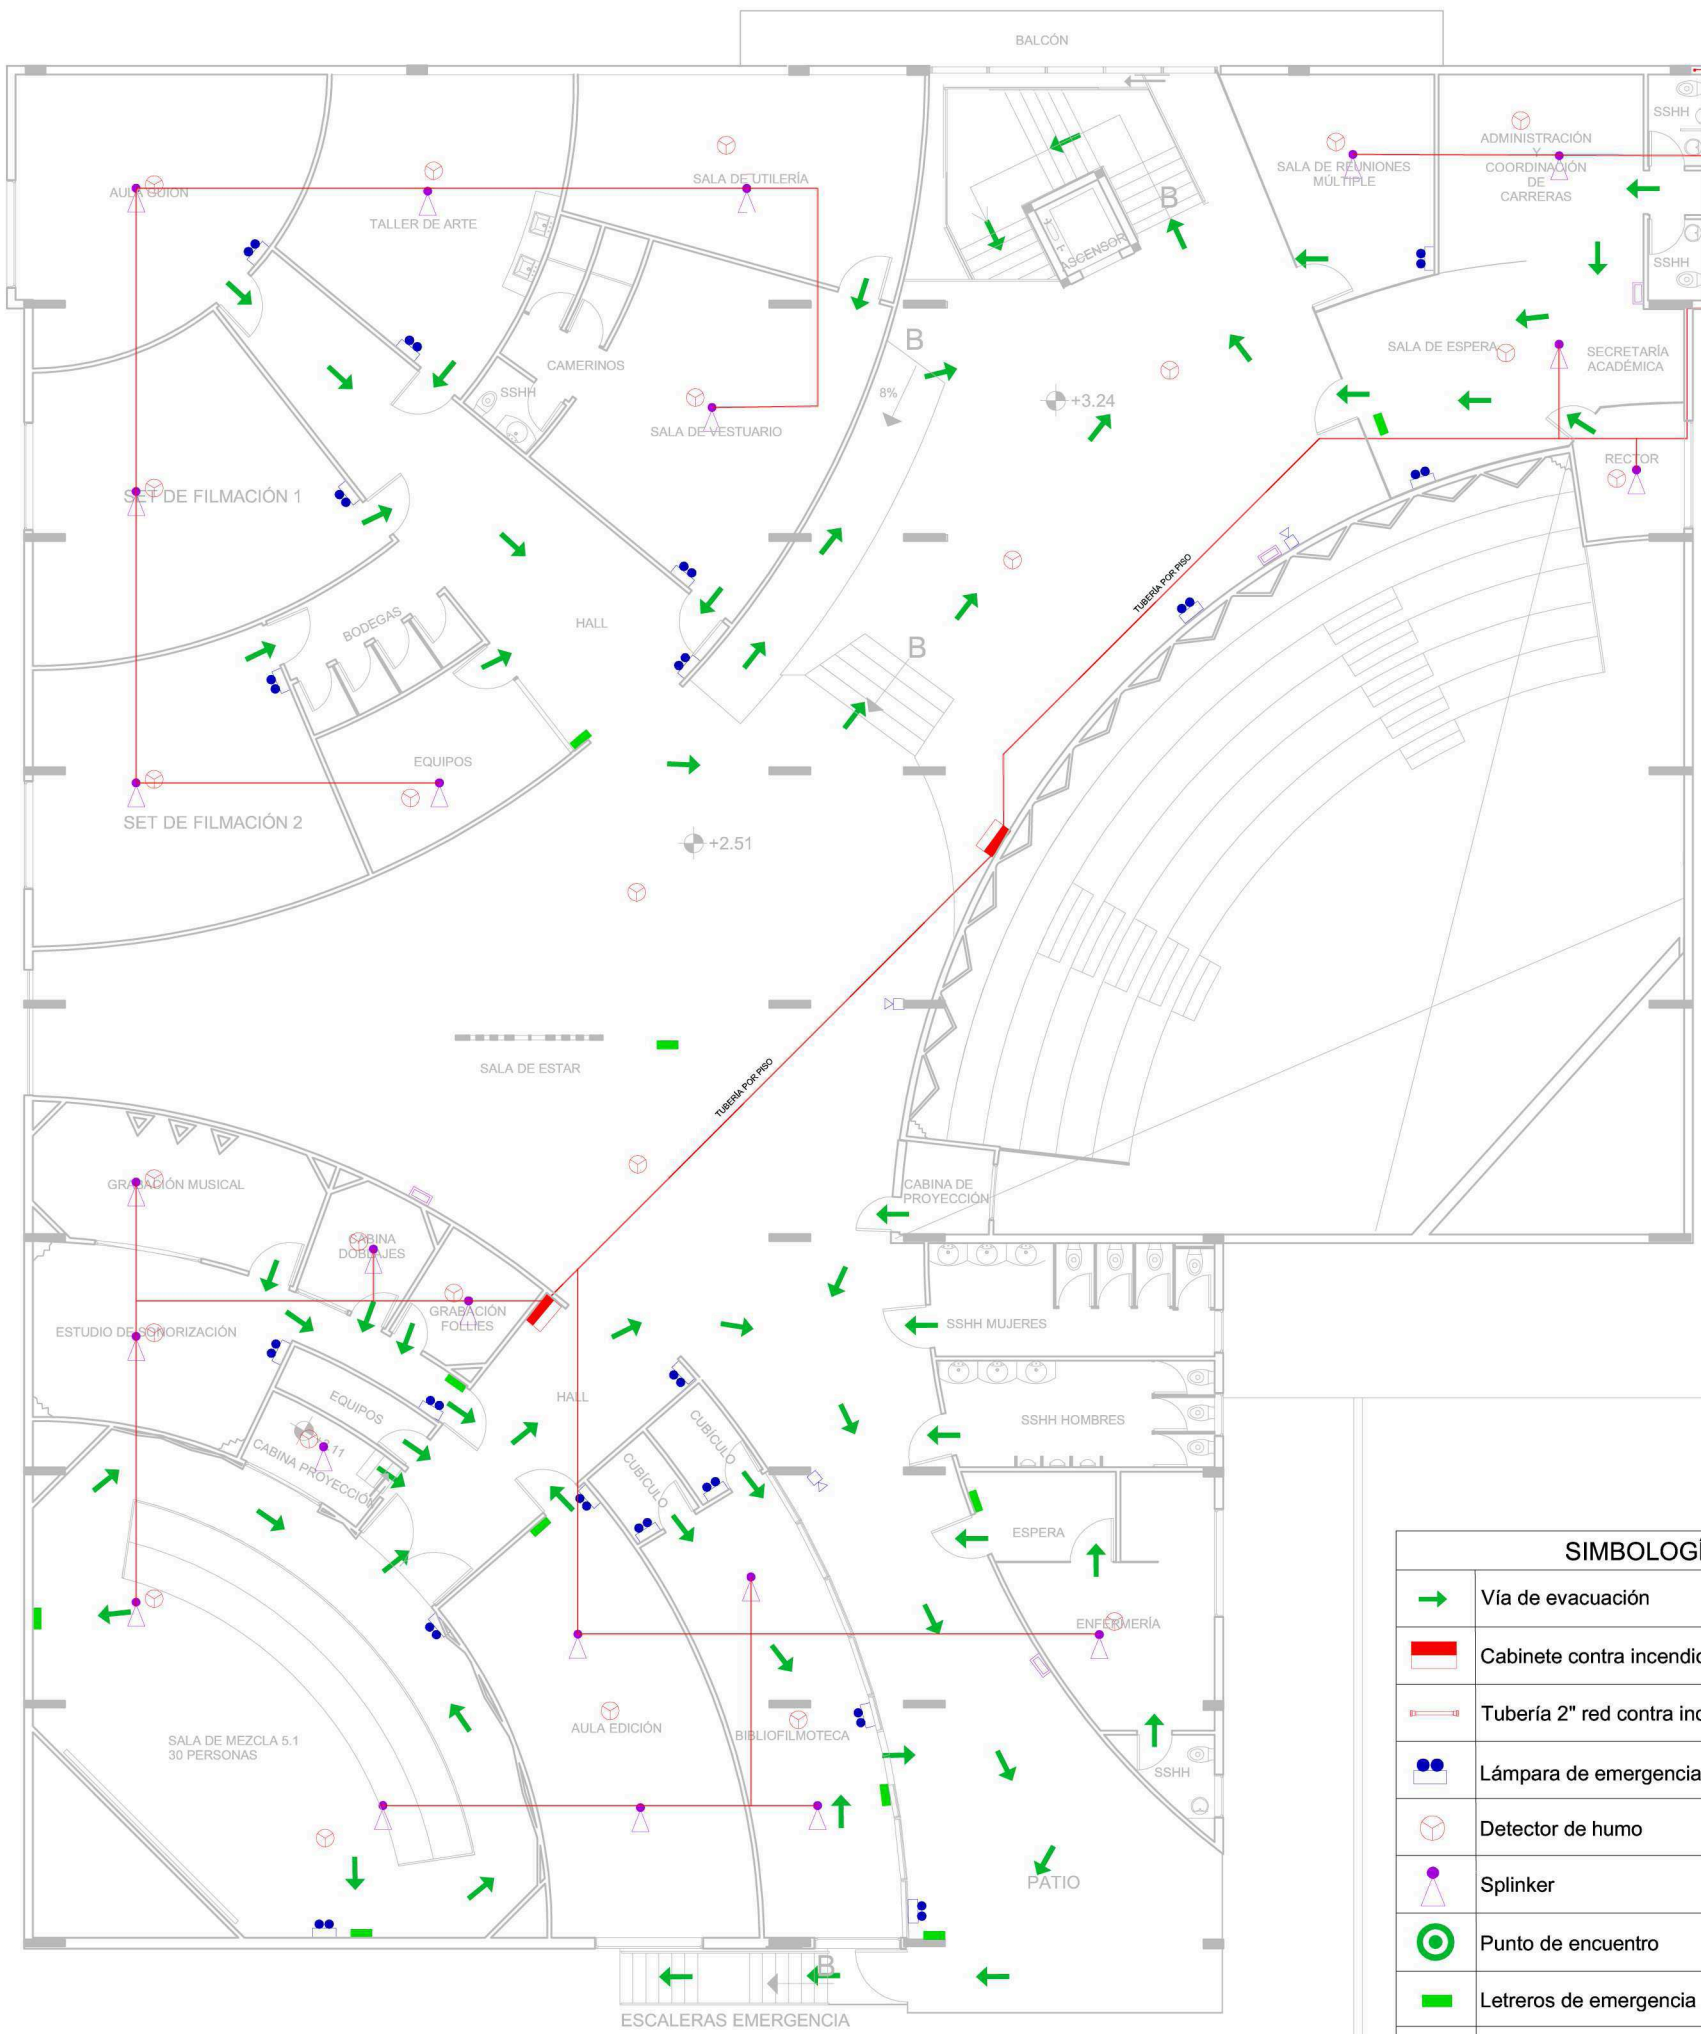 BALCÓN
SSHH
AULA GUION
TALLER DE ARTE
SALA DE UTILERÍA
ASCENSOR
B
SALA DE REUNIONES
MÚLTIPLE
ADMINISTRACIÓN
Y
COORDINACIÓN
DE
CARRERAS
SSHH
CAMERINOS
SSHH
SALA DE VESTUARIO
B
8%
+3.24
SALA DE ESPERA
SECRETARÍA
ACADÉMICA
RECTOR
SET DE FILMACIÓN 1
BODEGAS
HALL
B
TUBERÍA POR PISO
EQUIPOS
SET DE FILMACIÓN 2
+2.51
SALA DE ESTAR
TUBERÍA POR PISO
GRABACIÓN MUSICAL
CABINA
DOBLAJES
GRABACIÓN
FOLLIES
ESTUDIO DE SONORIZACIÓN
CABINA DE
PROYECCIÓN
SSHH MUJERES
SSHH HOMBRES
HALL
EQUIPOS
CABINA PROYECCIÓN
CUBÍCULO
CUBÍCULO
ESPERA
ENFERMERÍA
SALA DE MEZCLA 5.1
30 PERSONAS
AULA EDICIÓN
BIBLIOFILMOTECA
SSHH
PATIO
B
ESCALERAS EMERGENCIA
Vía de evacuación
Cabinete contra
Tubería 2" red contra
Lámpara de emergencia
Detector de humo
Splinker
Punto de encuentro
Letreros de emergencia